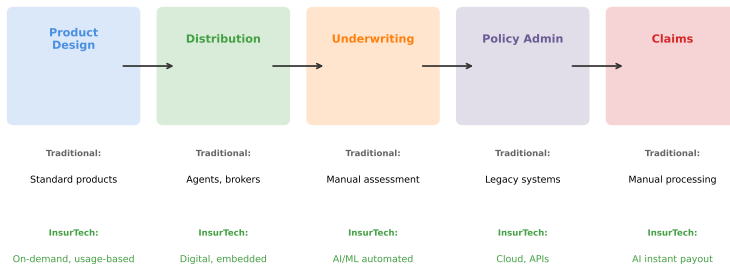 Product
Design
Distribution
Underwriting
Policy Admin
Claims
Traditional:
Traditional:
Traditional:
Traditional:
Traditional:
Standard products
Agents, brokers
Manual assessment
Legacy systems
Manual processing
InsurTech:
InsurTech:
InsurTech:
InsurTech:
InsurTech:
On-demand, usage-based
Digital, embedded
AI/ML automated
Cloud, APIs
AI instant payout